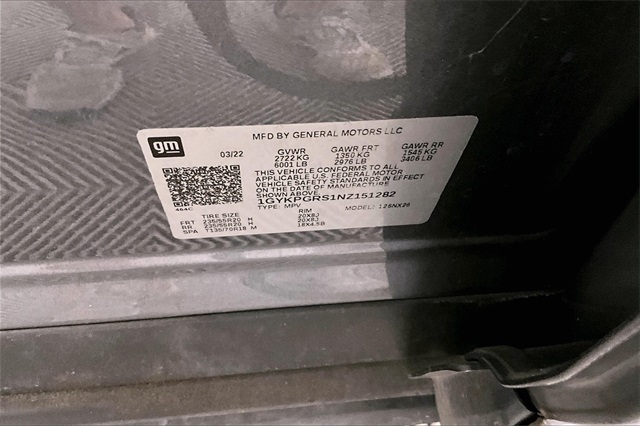 gm
MFD BY GENERAL MOTORS LLC
03/22 GVWR GAWR FRT GAWR RR
2722 KG 1350 KG 1545 KG
6001 LB 2976 LB 3406 LB
THIS VEHICLE CONFORMS TO ALL
APPLICABLE U.S. FEDERAL MOTOR
VEHICLE SAFETY STANDARDS IN EFFECT
ON THE DATE OF MANUFACTURE
SHOWN ABOVE.
1GYKPGRS1NZ151282
TYPE: MPV MODEL:
TIRE SIZE RIM
FRT 235/55R20 H 20X8J
RR 235/55R20 H 20X8J
SPA T135/70R18 M 18X4.5B